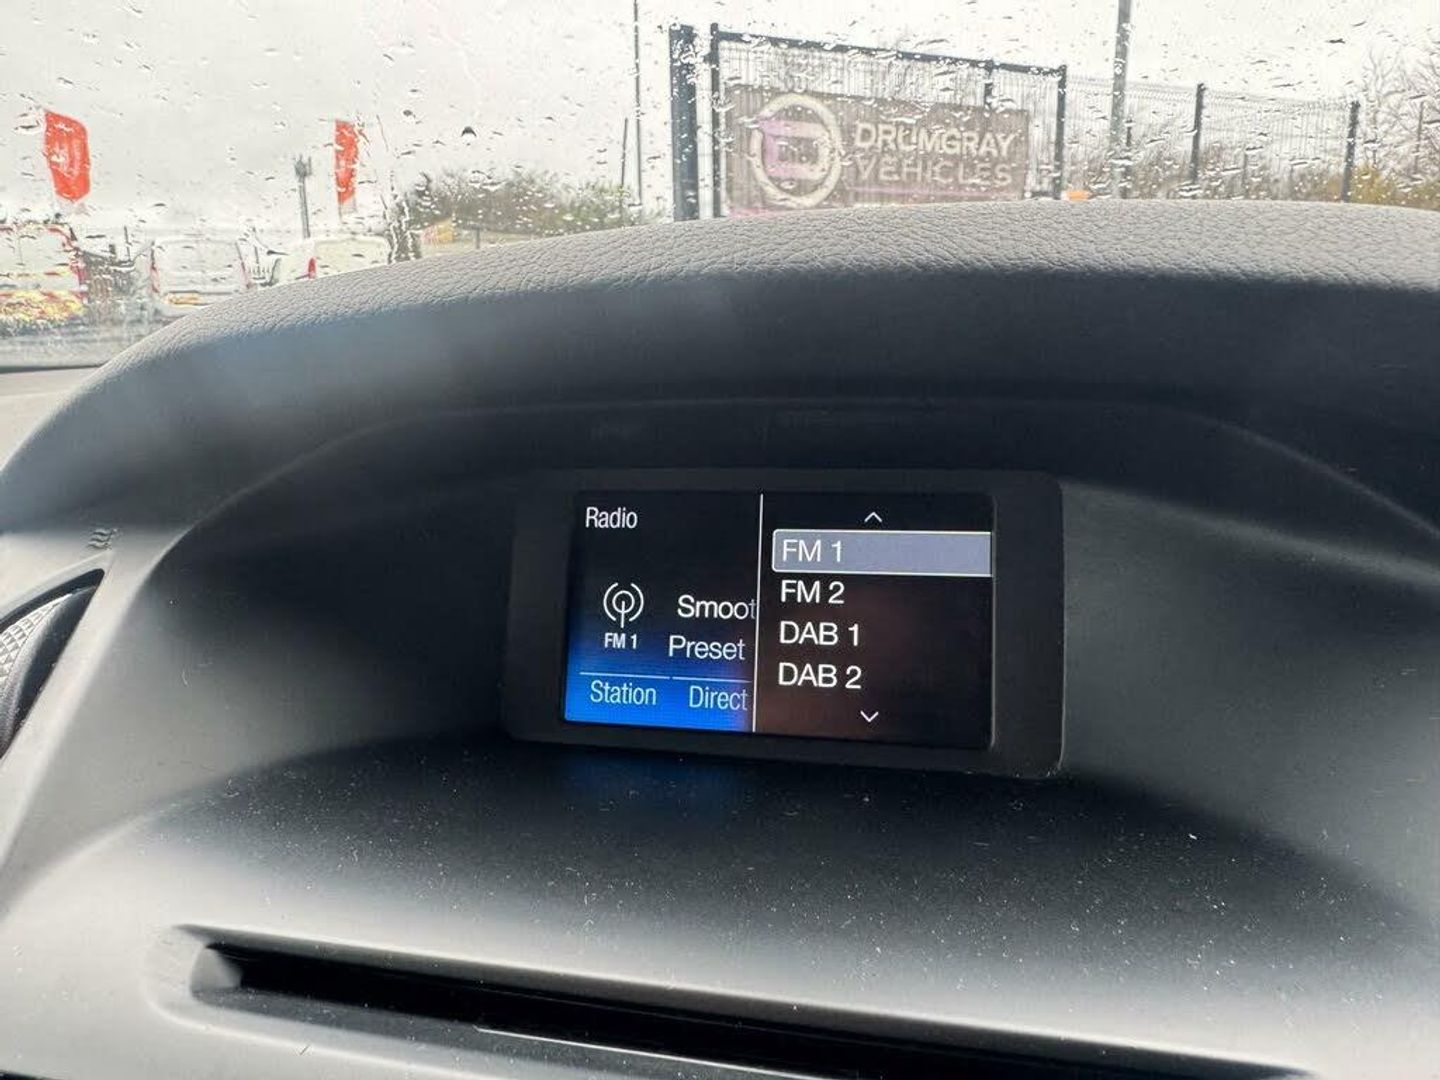 DRUMGRAY
VEHICLES
Radio
FM 1
Smoot
Preset
Station
Direct
FM 1
FM 2
DAB 1
DAB 2